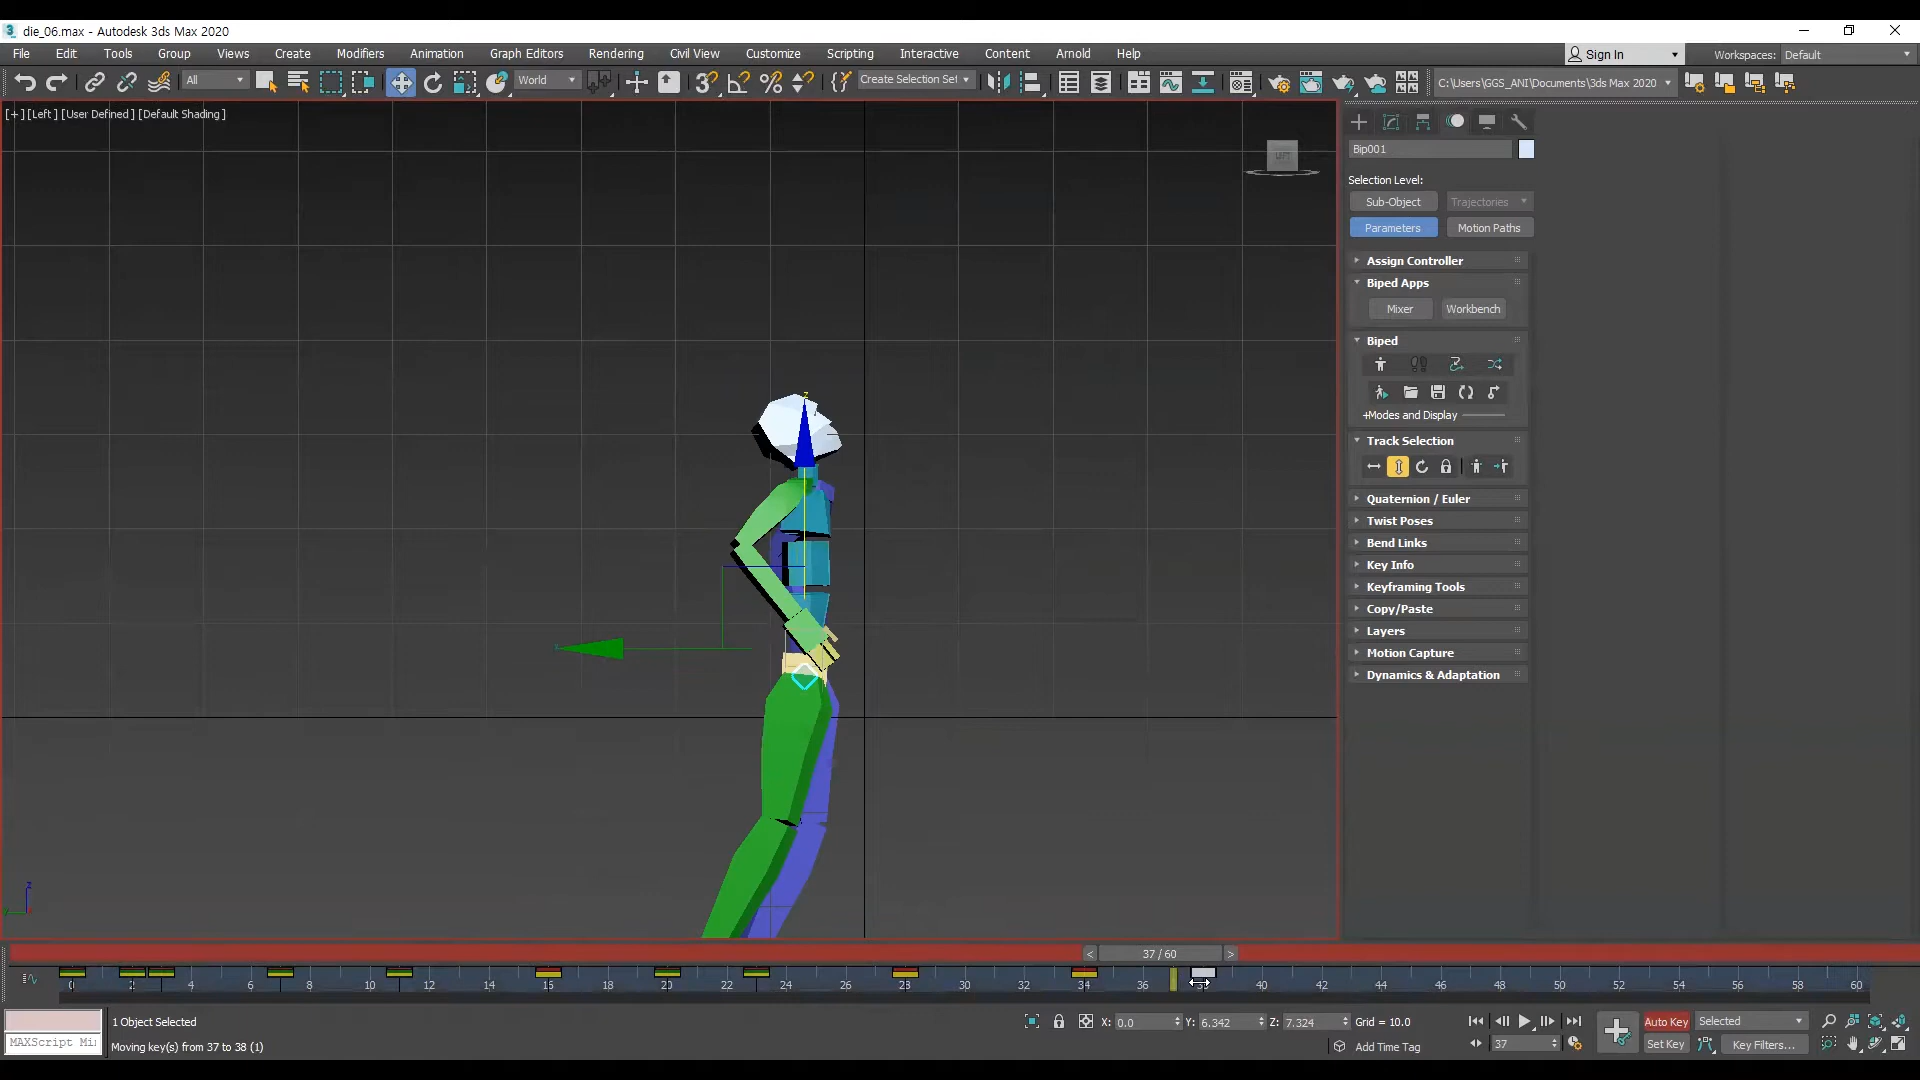 die_06.max - Autodesk 3ds Max 2020
File Edit Tools Group Views Create Modifiers Animation Graph Editors Rendering Civil View Customize Scripting Interactive Content Arnold Help
Sign In Workspaces: Default
All World Create Selection Set C:\Users\GGS_ANI\Documents\3ds Max 2020
[+] [Left] [User Defined] [Default Shading]
LEFT
Bip001
Selection Level:
Sub-Object Trajectories
Parameters Motion Paths
Assign Controller
Biped Apps
Mixer Workbench
Biped
+Modes and Display
Track Selection
Quaternion / Euler
Twist Poses
Bend Links
Key Info
Keyframing Tools
Copy/Paste
Layers
Motion Capture
Dynamics & Adaptation
z
z
< 37 / 60 >
0 2 4 6 8 10 12 14 16 18 20 22 24 26 28 30 32 34 36 40 42 44 46 48 50 52 54 56 58 60
1 Object Selected X: 0.0 Y: 6.342 Z: 7.324 Grid = 10.0 Auto Key Selected
MAXScript Mi Moving key(s) from 37 to 38 (1) Add Time Tag 37 Set Key Key Filters...